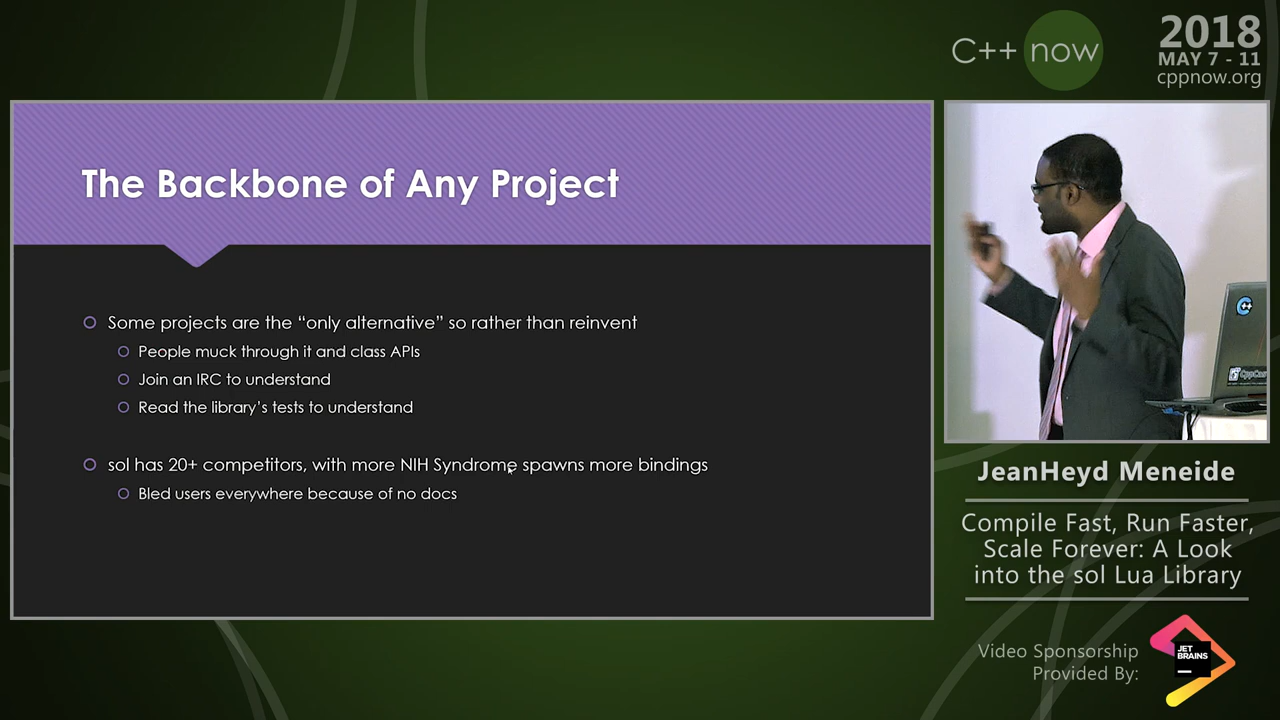 C++ now
2018
MAY 7 - 11
cppnow.org
The Backbone of Any Project
Some projects are the “only alternative” so rather than reinvent
People muck through it and class APIs
Join an IRC to understand
Read the library’s tests to understand
sol has 20+ competitors, with more NIH Syndrome spawns more bindings
Bled users everywhere because of no docs
CppCast
JeanHeyd Meneide
Compile Fast, Run Faster,
Scale Forever: A Look
into the sol Lua Library
Video Sponsorship
Provided By:
JET
BRAINS